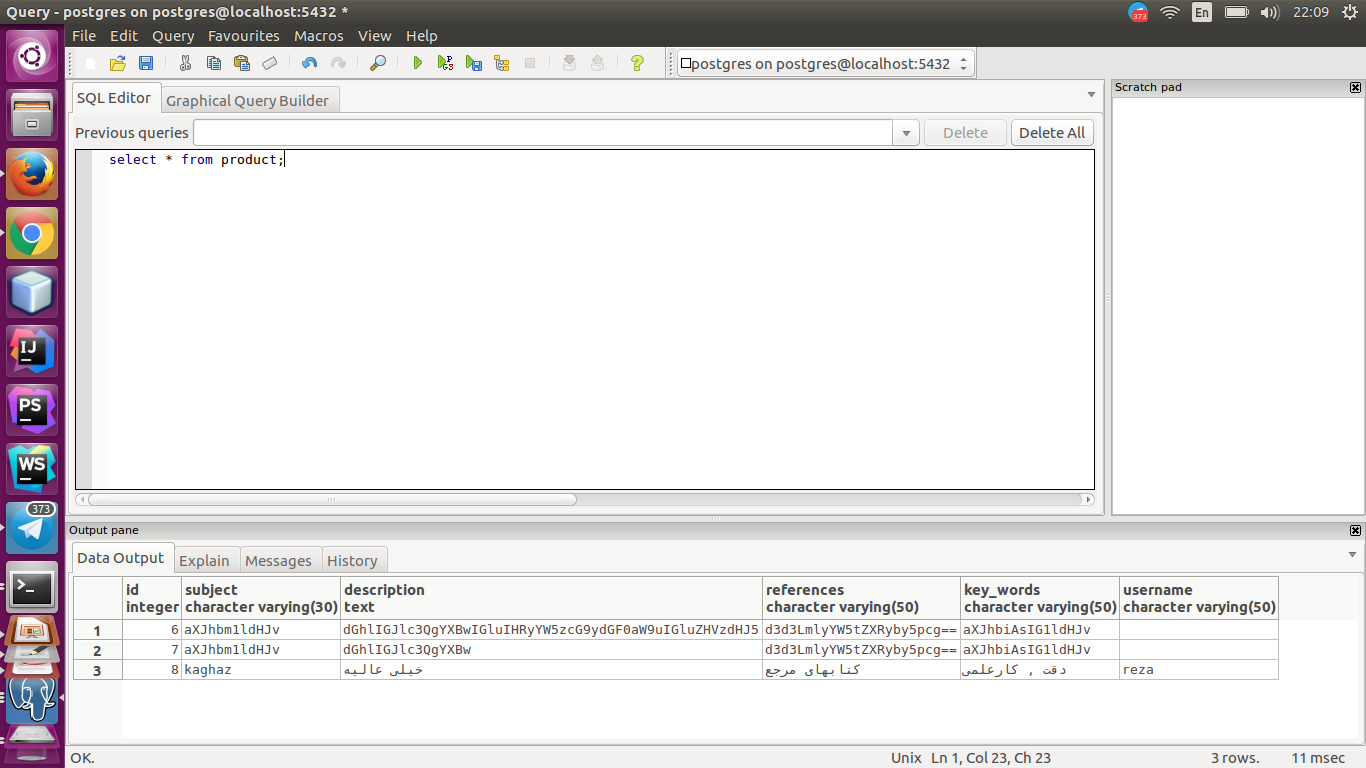 Query - postgres on postgres@localhost:5432 *
373
En
22:09
File Edit Query Favourites Macros View Help
postgres on postgres@localhost:5432
SQL Editor Graphical Query Builder
Scratch pad
Previous queries Delete Delete All
select * from product;
IJ
PS
WS
373
Output pane
Data Output Explain Messages History
id subject description references key_words username
integer character varying(30) text character varying(50) character varying(50) character varying(50)
1 6 aXJhbm1ldHJv dGhlIGJlc3QgYXBwIGluIHRyYW5zcG9ydGF0aW9uIGluZHVzdHJ5 d3d3LmlyYW5tZXRyby5pcg== aXJhbiAsIG1ldHJv
2 7 aXJhbm1ldHJv dGhlIGJlc3QgYXBw d3d3LmlyYW5tZXRyby5pcg== aXJhbiAsIG1ldHJv
3 8 kaghaz خیلی عالیه کتابهای مرجع دقت , کارعلمی reza
OK. Unix Ln 1, Col 23, Ch 23 3 rows. 11 msec